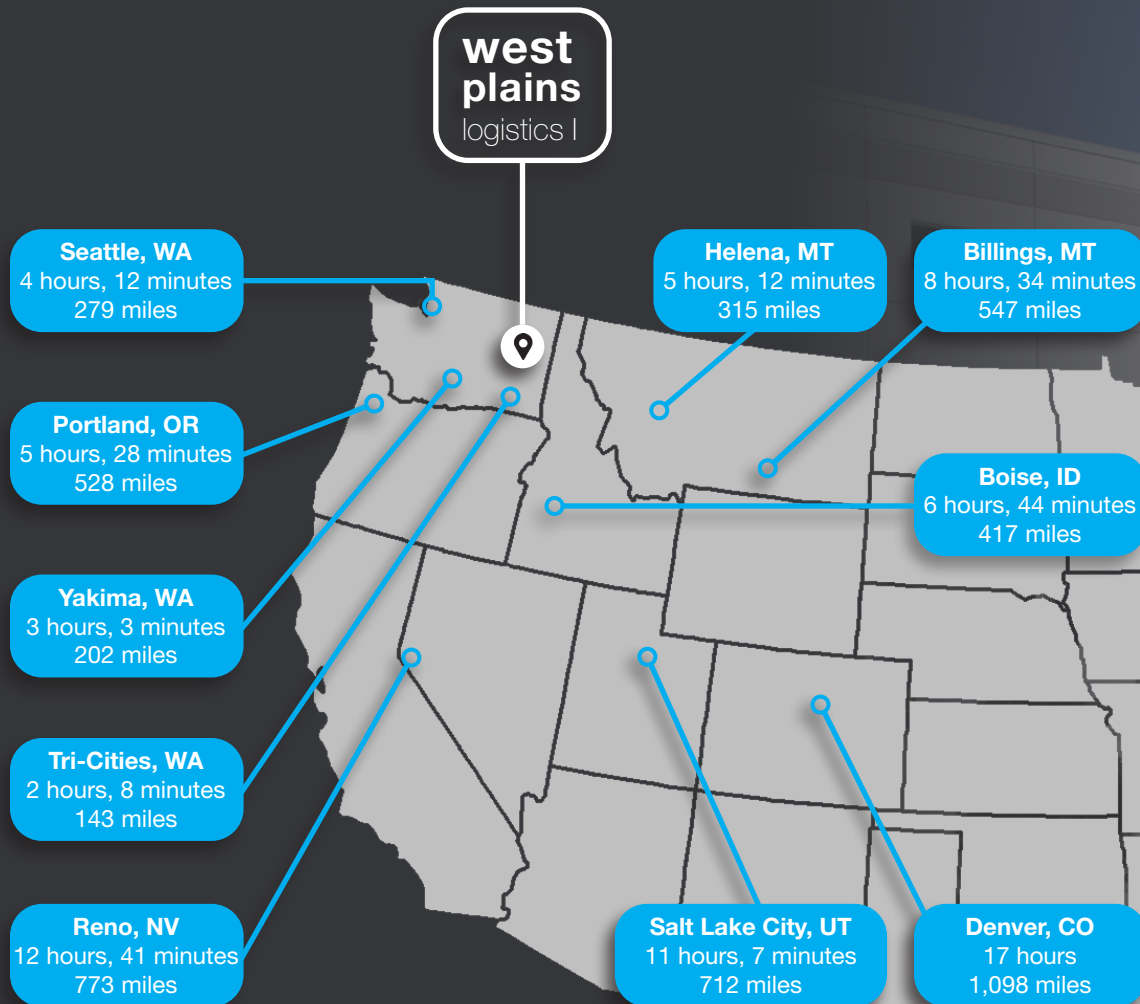 west
plains
logistics I
Seattle, WA
4 hours, 12 minutes
279 miles
Helena, MT
5 hours, 12 minutes
315 miles
Billings, MT
8 hours, 34 minutes
547 miles
Portland, OR
5 hours, 28 minutes
528 miles
Boise, ID
6 hours, 44 minutes
417 miles
Yakima, WA
3 hours, 3 minutes
202 miles
Tri-Cities, WA
2 hours, 8 minutes
143 miles
Reno, NV
12 hours, 41 minutes
773 miles
Salt Lake City, UT
11 hours, 7 minutes
712 miles
Denver, CO
17 hours
1,098 miles